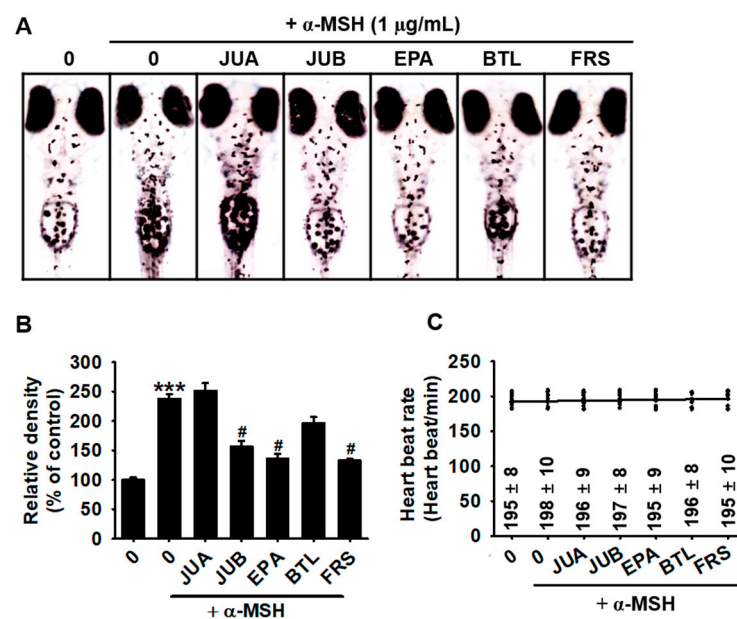 A
+ α-MSH (1 µg/mL)
0 0 JUA JUB EPA BTL FRS
B
Relative density
(% of control)
300
250
200
150
100
50
0
***
#
#
#
0 0 JUA JUB EPA BTL FRS
+ α-MSH
C
Heart beat rate
(Heart beat/min)
250
200
150
100
50
0
195 ± 8
198 ± 10
196 ± 9
197 ± 8
195 ± 9
196 ± 8
195 ± 10
0 0 JUA JUB EPA BTL FRS
+ α-MSH